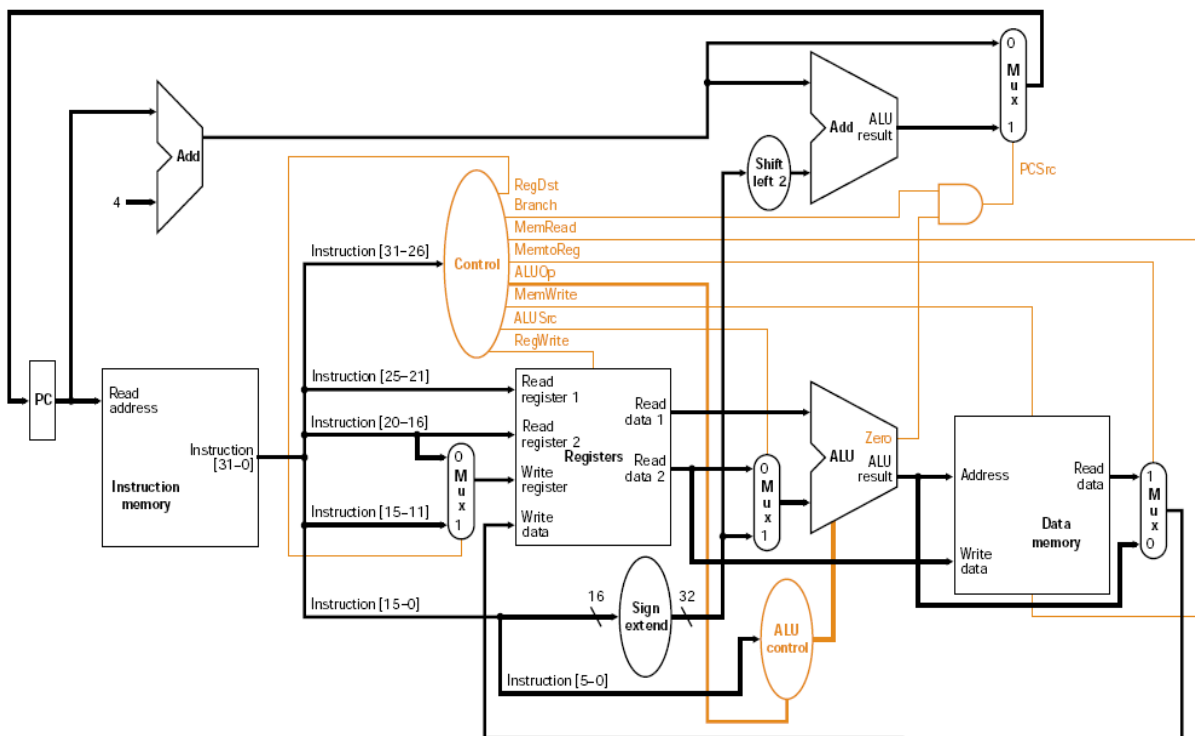 0
M
u
x
1
Add
ALU
result
Add
Shift
left 2
PCSrc
4
RegDst
Branch
MemRead
MemtoReg
ALUOp
MemWrite
ALUSrc
RegWrite
Control
Instruction [31–26]
Instruction [25–21]
Instruction [20–16]
Instruction [15–11]
Instruction [15–0]
Instruction [5–0]
PC
Read
address
Instruction
[31–0]
Instruction
memory
0
M
u
x
1
Read
register 1
Read
register 2
Write
register
Write
data
Registers
Read
data 1
Read
data 2
0
M
u
x
1
Zero
ALU
ALU
result
Address
Write
data
Read
data
Data
memory
1
M
u
x
0
16
Sign
extend
32
ALU
control